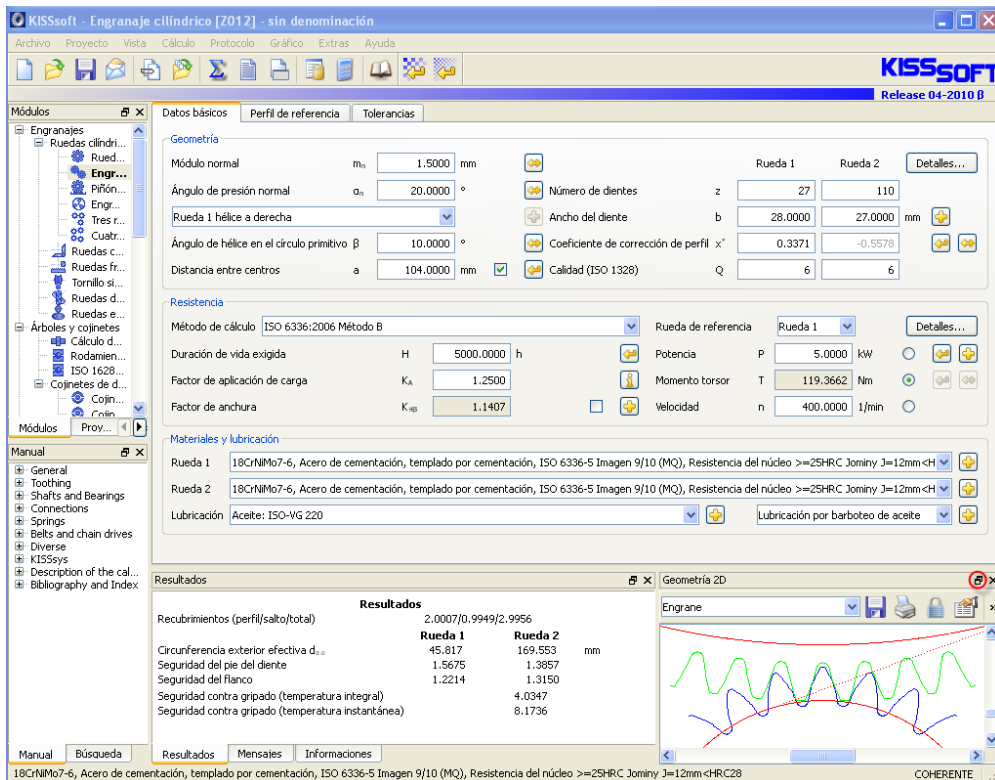 KISSsoft - Engranaje cilíndrico [Z012] - sin denominación
Archivo Proyecto Vista Cálculo Protocolo Gráfico Extras Ayuda
KISSSOFT
Release 04-2010 β
Módulos
Engranajes
Ruedas cilíndri...
Rued...
Engr...
Piñón...
Engr...
Tres r...
Cuatr...
Ruedas c...
Ruedas fr...
Tornillo si...
Ruedas d...
Ruedas e...
Árboles y cojinetes
Cálculo d...
Rodamien...
ISO 1628...
Cojinetes de d...
Cojin...
Cojin...
Módulos Proy...
Manual
General
Toothing
Shafts and Bearings
Connections
Springs
Belts and chain drives
Diverse
KISSsys
Description of the cal...
Bibliography and Index
Manual Búsqueda
Datos básicos Perfil de referencia Tolerancias
Geometría
Módulo normal mn 1.5000 mm Rueda 1 Rueda 2 Detalles...
Ángulo de presión normal αn 20.0000 ° Número de dientes z 27 110
Rueda 1 hélice a derecha Ancho del diente b 28.0000 27.0000 mm
Ángulo de hélice en el círculo primitivo β 10.0000 ° Coeficiente de corrección de perfil x* 0.3371 -0.5578
Distancia entre centros a 104.0000 mm Calidad (ISO 1328) Q 6 6
Resistencia
Método de cálculo ISO 6336:2006 Método B Rueda de referencia Rueda 1 Detalles...
Duración de vida exigida H 5000.0000 h Potencia P 5.0000 kW
Factor de aplicación de carga KA 1.2500 Momento torsor T 119.3662 Nm
Factor de anchura KHβ 1.1407 Velocidad n 400.0000 1/min
Materiales y lubricación
Rueda 1 18CrNiMo7-6, Acero de cementación, templado por cementación, ISO 6336-5 Imagen 9/10 (MQ), Resistencia del núcleo >=25HRC Jominy J=12mm<H
Rueda 2 18CrNiMo7-6, Acero de cementación, templado por cementación, ISO 6336-5 Imagen 9/10 (MQ), Resistencia del núcleo >=25HRC Jominy J=12mm<H
Lubricación Aceite: ISO-VG 220 Lubricación por barboteo de aceite
Resultados
Resultados
Recubrimientos (perfil/salto/total) 2.0007/0.9949/2.9956
Rueda 1 Rueda 2
Circunferencia exterior efectiva da.e 45.817 169.553 mm
Seguridad del pie del diente 1.5675 1.3857
Seguridad del flanco 1.2214 1.3150
Seguridad contra gripado (temperatura integral) 4.0347
Seguridad contra gripado (temperatura instantánea) 8.1736
Resultados Mensajes Informaciones
Geometría 2D
Engrane
18CrNiMo7-6, Acero de cementación, templado por cementación, ISO 6336-5 Imagen 9/10 (MQ), Resistencia del núcleo >=25HRC Jominy J=12mm<HRC28 COHERENTE